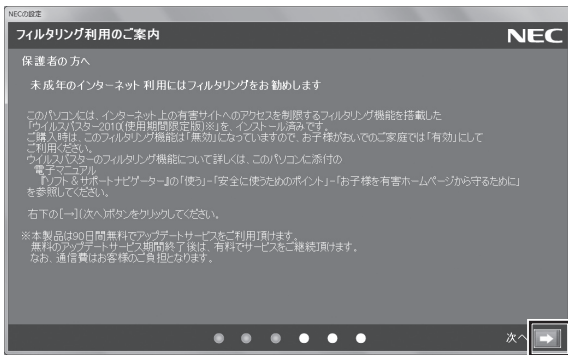 NECの設定
フィルタリング利用のご案内
NEC
保護者の方へ
未成年のインターネット利用にはフィルタリングをお勧めします
このパソコンには、インターネット上の有害サイトへのアクセスを制限するフィルタリング機能を搭載した
「ウイルスバスター2010(使用期間限定版)※」を、インストール済みです。
ご購入時は、このフィルタリング機能は「無効」になっていますので、お子様がおいでのご家庭では「有効」にして
ご利用ください。
ウイルスバスターのフィルタリング機能について詳しくは、このパソコンに添付の
電子マニュアル
『ソフト&サポートナビゲーター』の「使う」-「安全に使うためのポイント」-「お子様を有害ホームページから守るために」
を参照してください。
右下の[→](次へ)ボタンをクリックしてください。
※本製品は90日間無料でアップデートサービスをご利用頂けます。
無料のアップデートサービス期間終了後は、有料でサービスをご継続頂けます。
なお、通信費はお客様のご負担となります。
次へ